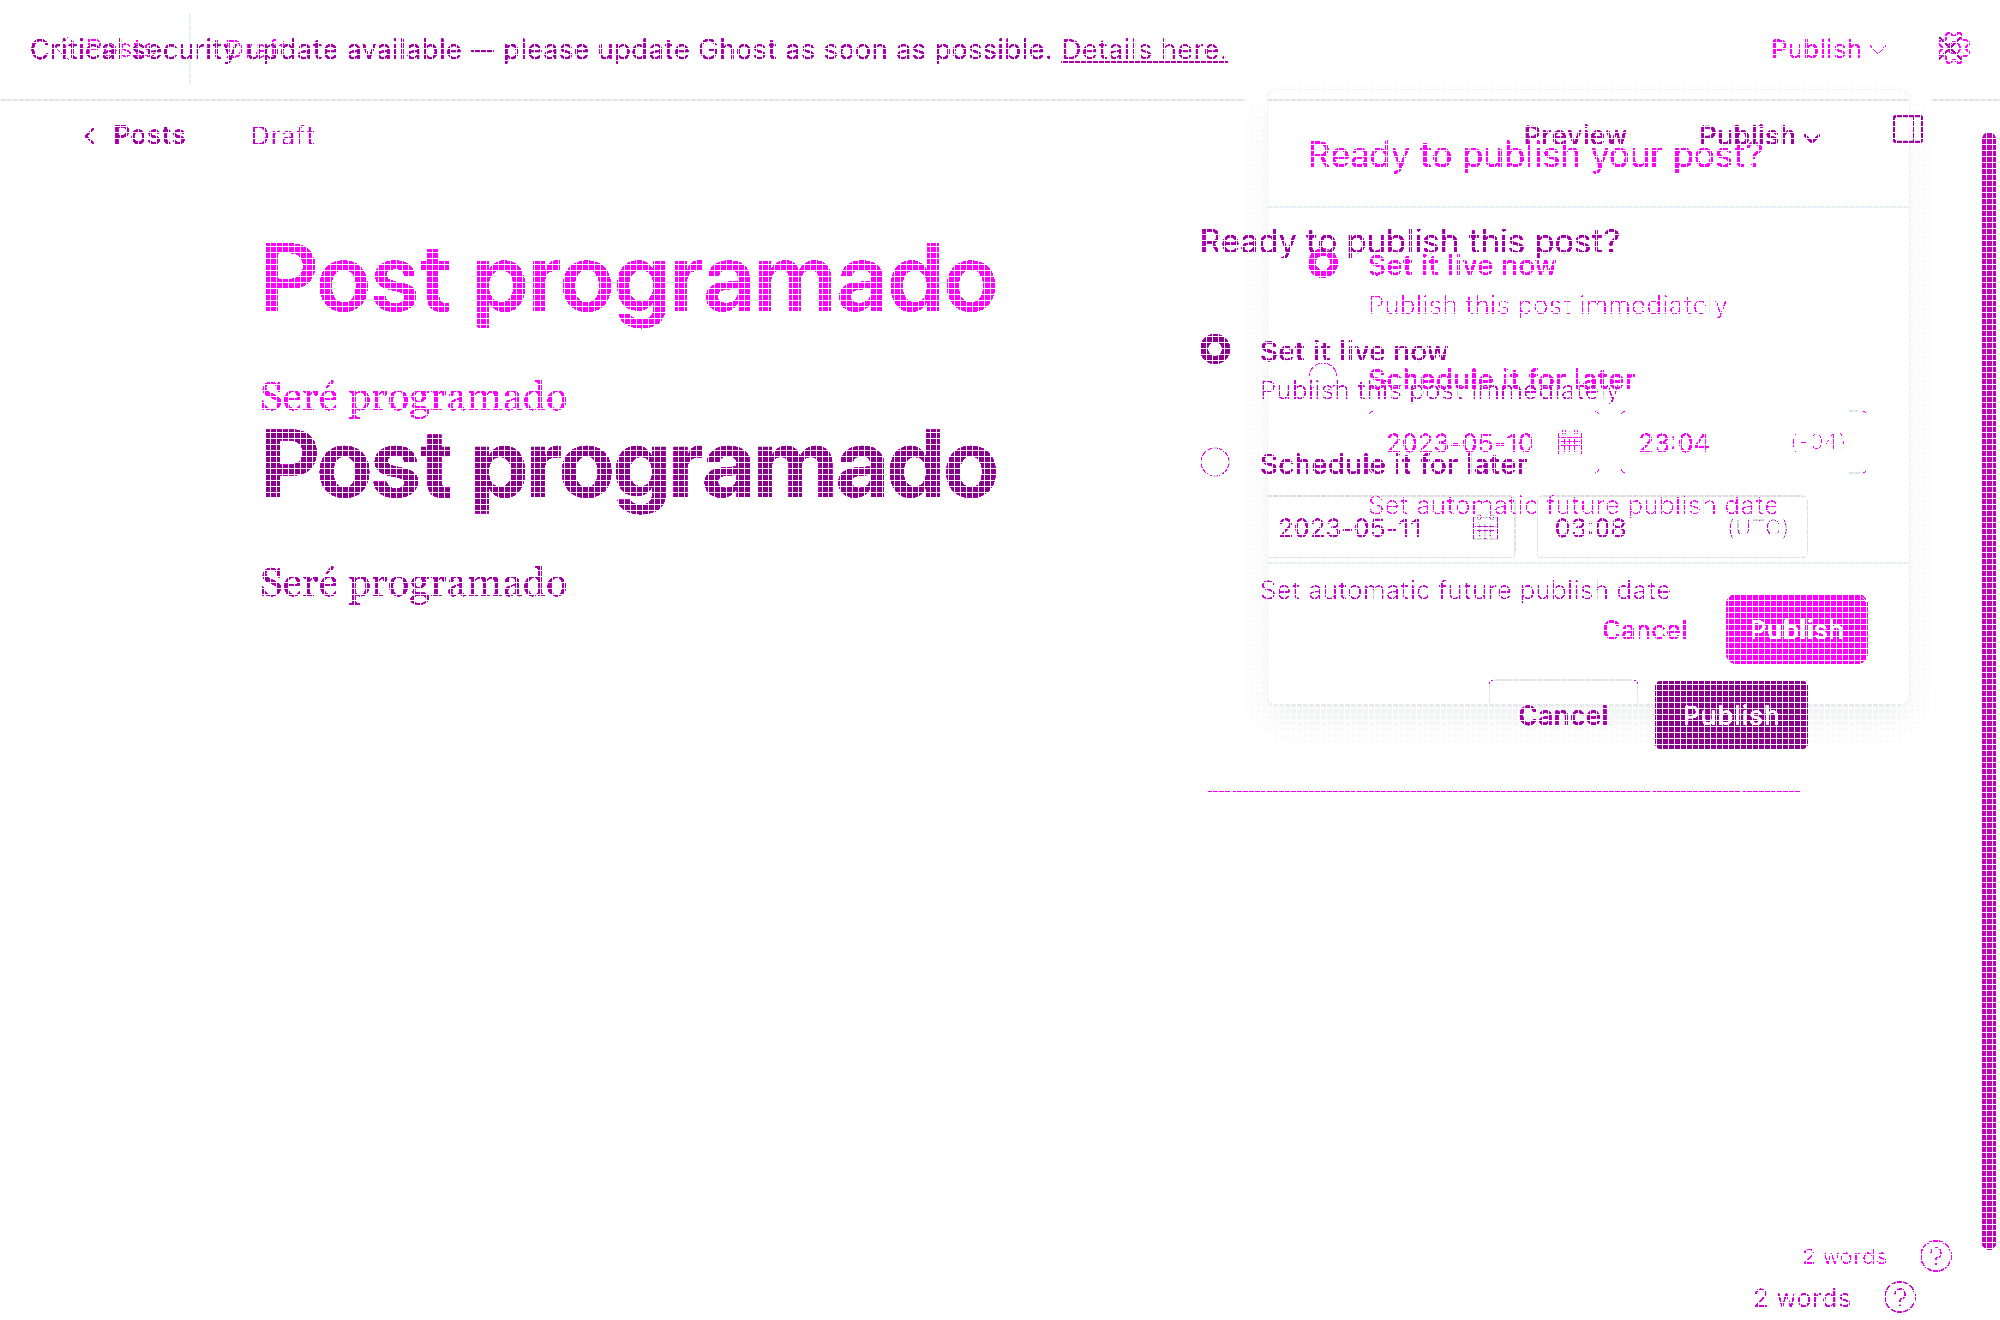 Critical security update available — please update Ghost as soon as possible. Details here.
Posts Draft
Publish
Posts Draft
Preview Publish
Ready to publish your post?
Ready to publish this post?
Post programado
Set it live now
Publish this post immediately
Set it live now
Schedule it for later
Publish this post immediately
Seré programado
2023-05-10 23:04 (-04)
Schedule it for later
Post programado
Set automatic future publish date
2023-05-11 03:08 (UTC)
Seré programado
Set automatic future publish date
Cancel Publish
Cancel Publish
2 words ?
2 words ?